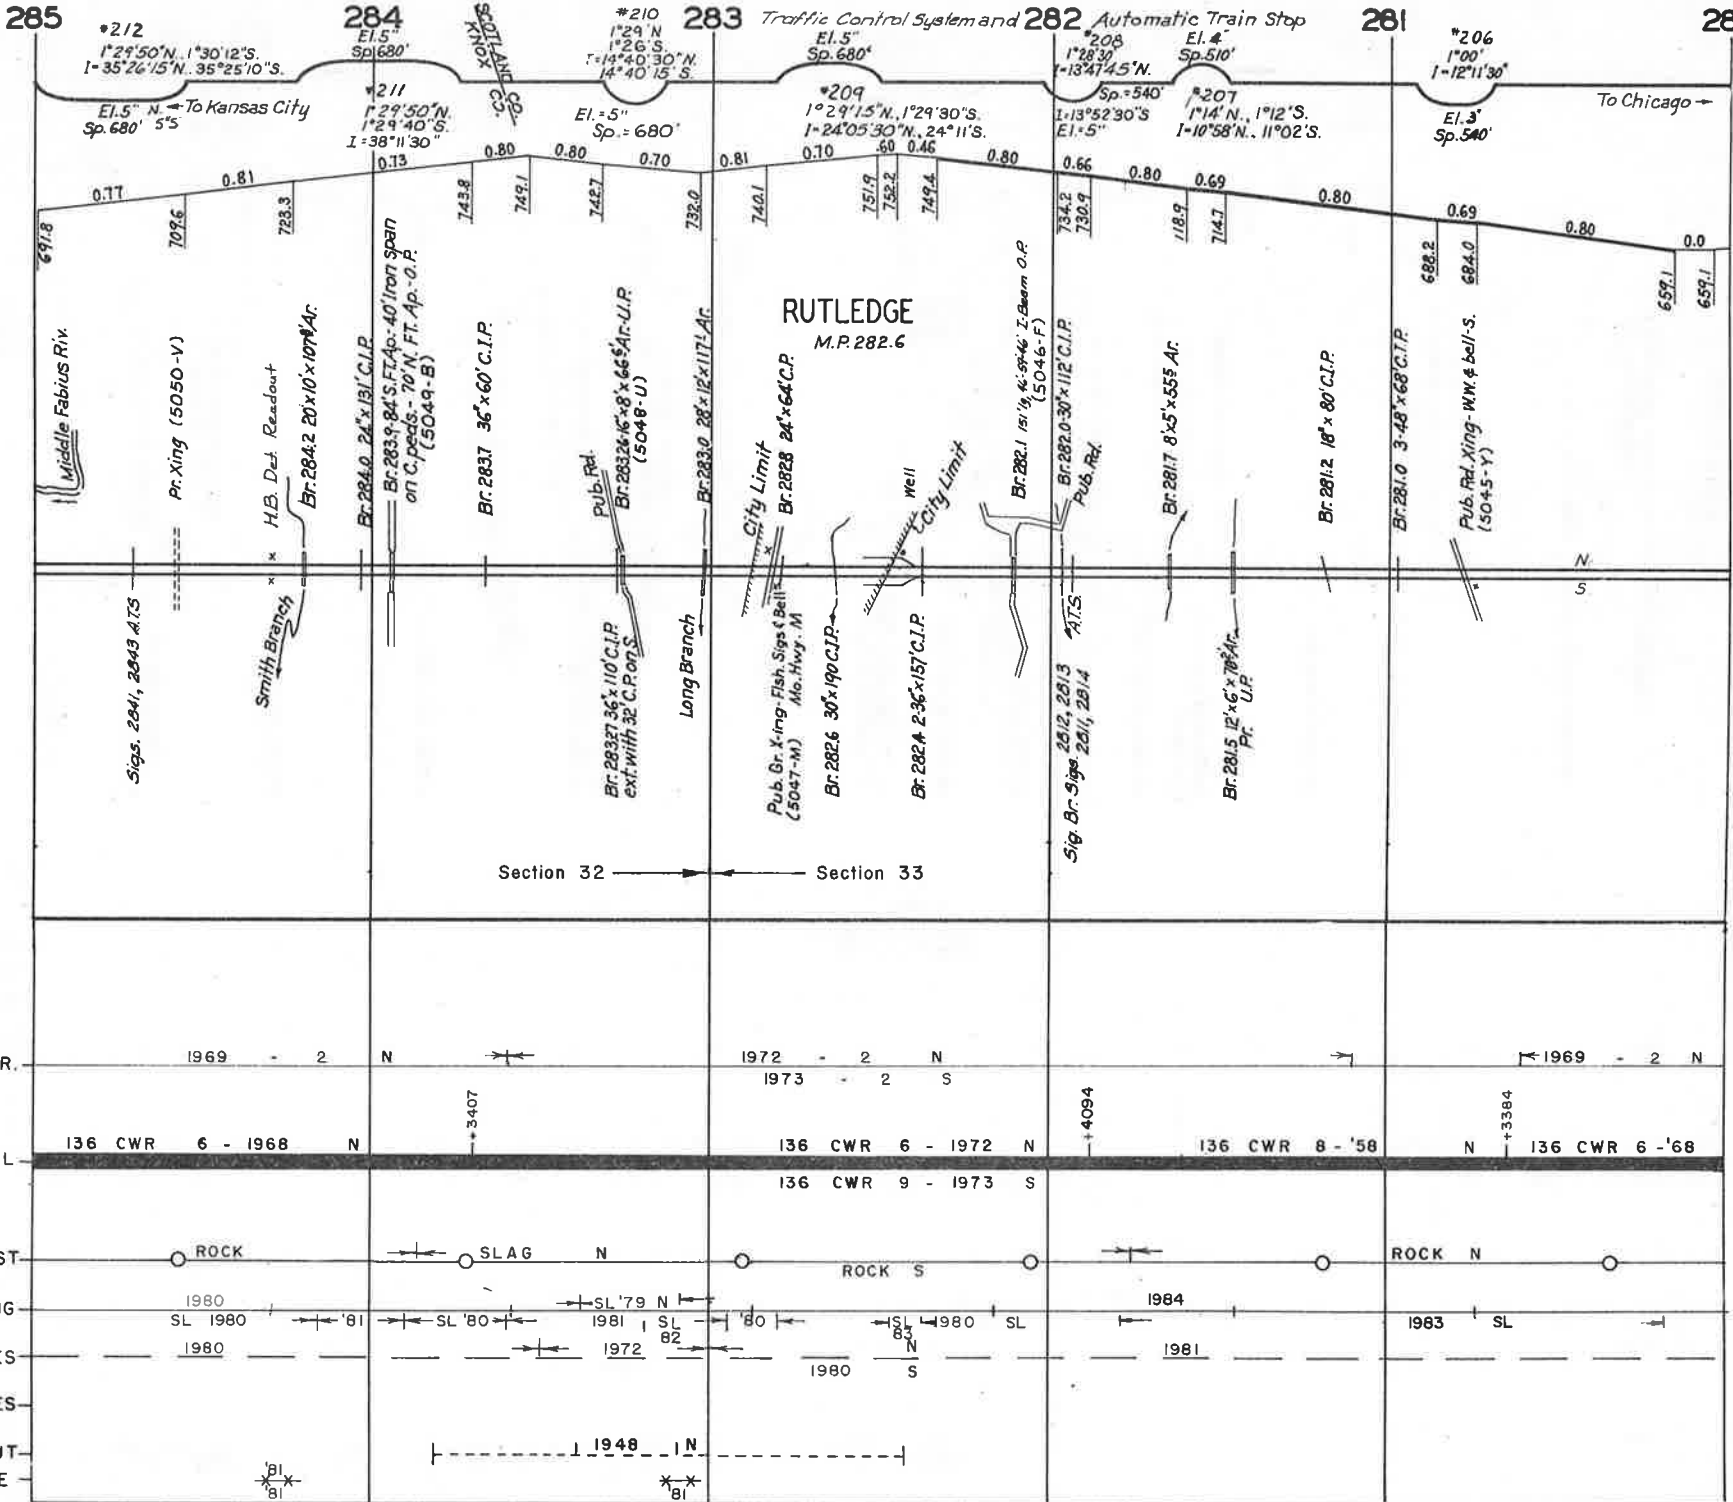 285
284
283
Traffic Control System and
282
Automatic Train Stop
281
28
#212
1°29'50"N., 1°30'12"S.
I=35°26'15"N. 35°25'10"S.
El.5" N.
5"S
Sp.680'
←To Kansas City
El.5"
Sp.680'
#211
1°29'50"N.
1°29'40"S.
I=38°11'30"
SCOTLAND CO.
KNOX CO.
#210
1°29'N
1°26'S.
I=14°40'30"N.
14°40'15"S.
El.=5"
Sp.=680'
El.5"
Sp.680'
#209
1°29'15"N., 1°29'30"S.
I=24°05'30"N., 24°11'S.
#208
1°28'30"
I=13°47'45"N.
Sp.=540'
I=13°52'30"S
El.=5"
El.4"
Sp.510'
#207
1°14'N., 1°12'S.
I=10°58'N., 11°02'S.
#206
1°00'
I=12°11'30"
El.3"
Sp.540'
To Chicago→
0.77
0.81
0.73
0.80
0.80
0.70
0.81
0.70
.60
0.46
0.80
0.66
0.80
0.69
0.80
0.69
0.80
0.0
691.8
709.6
723.3
743.8
749.1
742.7
732.0
740.1
751.9
752.2
749.4
734.2
730.9
118.9
714.7
688.2
684.0
659.1
659.1
RUTLEDGE
M.P. 282.6
Middle Fabius Riv.
Pr. Xing (5050-V)
H.B. Det. Readout
Br. 284.2 20'x10'x107' Ar.
Br. 284.0 24"x131' C.I.P.
Br. 283.9-84'S.FT.Ap.-40'Iron span
on C.peds.-70'N. FT. Ap.-O.P.
(5049-B)
Br. 283.7 36"x60' C.I.P.
Pub. Rd.
Br. 283.26-16'x8'x66' Ar.-U.P.
(5048-U)
Br. 283.0 28'x12'x117' Ar.
City Limit
Br. 282.8 24"x64' C.P.
Well
City Limit
Br. 282.1 I-Beam O.P.
(5046-F)
Br. 282.0-30"x112' C.I.P.
Pub. Rd.
Br. 281.7 8'x5'x55' Ar.
Br. 281.2 18"x80' C.I.P.
Br. 281.0 3-48"x68' C.I.P.
Pub. Rd. Xing-W.W. & bell-S.
(5045-Y)
N
S
Sigs. 2841, 2843 A.T.S
Smith Branch
Br. 283.27 36"x110' C.I.P.
ext. with 32' C.P. on S.
Long Branch
Pub. Gr. X-ing-Flsh. Sigs & Bell
(5047-M) Mo. Hwy. M
Br. 282.6 30"x190' C.I.P.
Br. 282.4 2-36"x157' C.I.P.
A.T.S.
Sig. Br. Sigs. 2812, 2813
2811, 2814
Br. 281.5 12'x6'x78' Ar.
Pr. U.P.
Section 32
Section 33
R.
1969 - 2 N
1972 - 2 N
1969 - 2 N
1973 - 2 S
+3407
+4094
+3384
L
136 CWR 6 - 1968 N
136 CWR 6 - 1972 N
136 CWR 8 - '58 N
136 CWR 6 - '68
136 CWR 9 - 1973 S
ST
ROCK
SLAG N
ROCK S
ROCK N
G
1980
SL '79 N
1984
SL 1980
'81
SL '80
1981
SL
82
'80
SL
83
1980 SL
1983 SL
ES
1980
1972
N
1980 S
1981
ES
UT
1948 N
E
'81
'81
'81